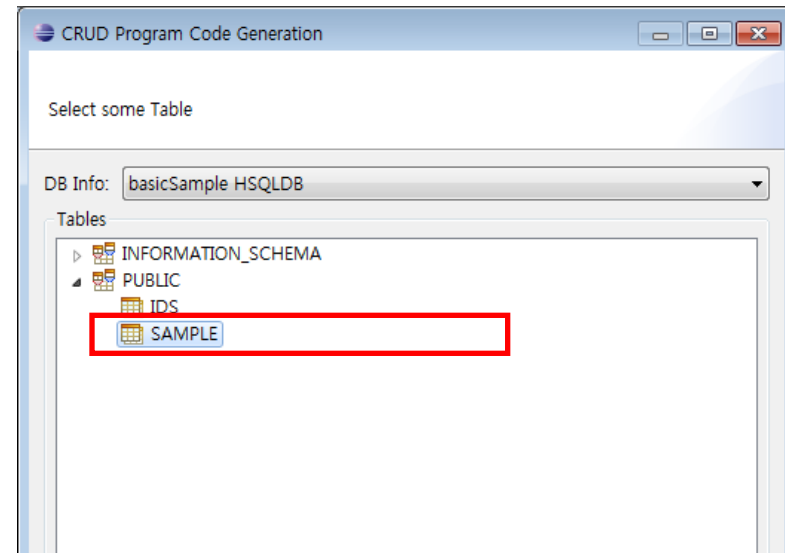 CRUD Program Code Generation
Select some Table
DB Info: basicSample HSQLDB
Tables
INFORMATION_SCHEMA
PUBLIC
IDS
SAMPLE